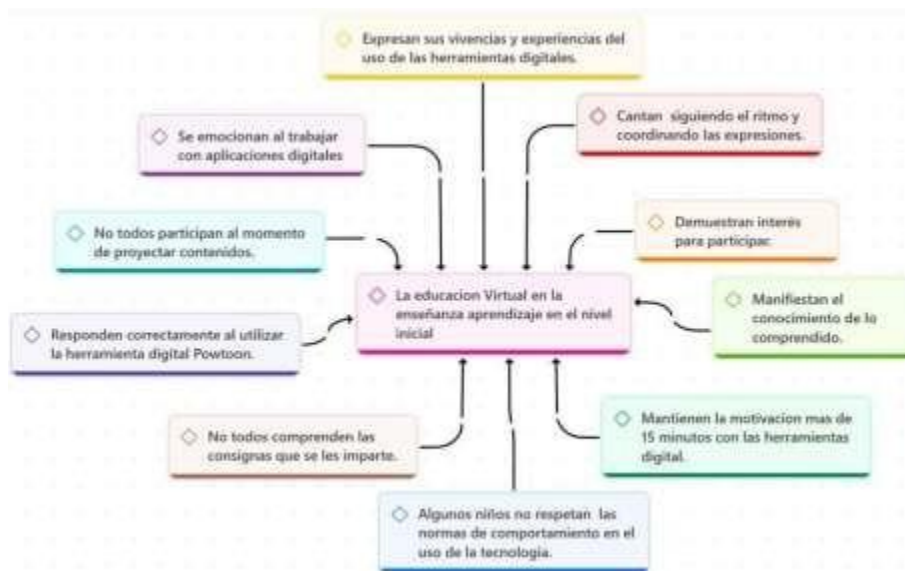 Expresan sus vivencias y experiencias del
uso de las herramientas digitales.
Se emocionan al trabajar
con aplicaciones digitales
Cantan siguiendo el ritmo y
coordinando las expresiones.
No todos participan al momento
de proyectar contenidos.
Demuestran interés
para participar.
La educacion Virtual en la
enseñanza aprendizaje en el nivel
inicial
Manifiestan el
conocimiento de lo
comprendido.
Responden correctamente al utilizar
la herramienta digital Powtoon.
No todos comprenden las
consignas que se les imparte.
Mantienen la motivacion mas de
15 minutos con las herramientas
digital.
Algunos niños no respetan las
normas de comportamiento en el
uso de la tecnología.